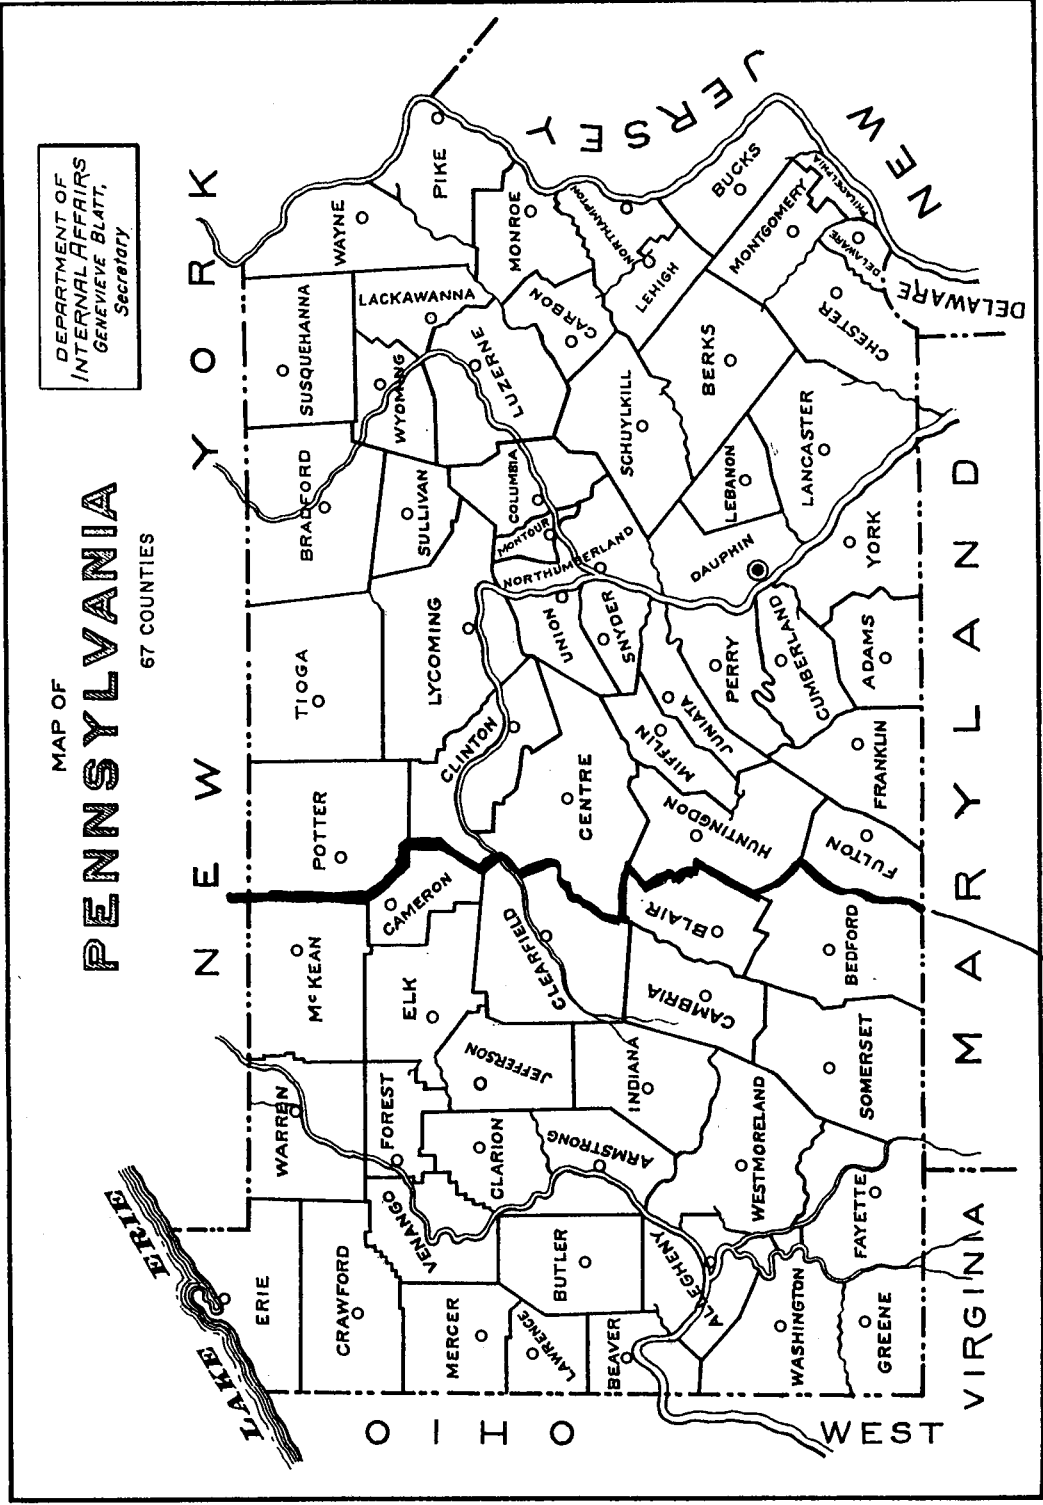 MAP OF
PENNSYLVANIA
67 COUNTIES
DEPARTMENT OF
INTERNAL AFFAIRS
GENEVIEVE BLATT,
Secretary
LAKE ERIE
NEW YORK
NEW JERSEY
DELAWARE
MARYLAND
WEST VIRGINIA
OIHO
ERIE
CRAWFORD
WARREN
McKEAN
POTTER
TIOGA
BRADFORD
SUSQUEHANA
WAYNE
PIKE
MERCER
VENANGO
FOREST
ELK
CAMERON
CLINTON
LYCOMING
SULLIVAN
WYOMING
LACKAWANNA
LUZERNE
MONROE
LAWRENCE
BUTLER
CLARION
JEFFERSON
CLEARFIELD
CENTRE
UNION
SNYDER
NORTHUMBERLAND
MONTOUR
COLUMBIA
CARBON
NORTHAMPTON
LEHIGH
SCHUYLKILL
BEAVER
ALLEGHENY
ARMSTRONG
INDIANA
CAMBRIA
BLAIR
HUNTINGDON
MIFFLIN
JUNIATA
PERRY
DAUPHIN
LEBANON
BERKS
MONTGOMERY
BUCKS
PHILADELPHIA
DELAWARE
CHESTER
LANCASTER
WASHINGTON
WESTMORELAND
GREENE
FAYETTE
SOMERSET
BEDFORD
FULTON
FRANKLIN
CUMBERLAND
ADAMS
YORK